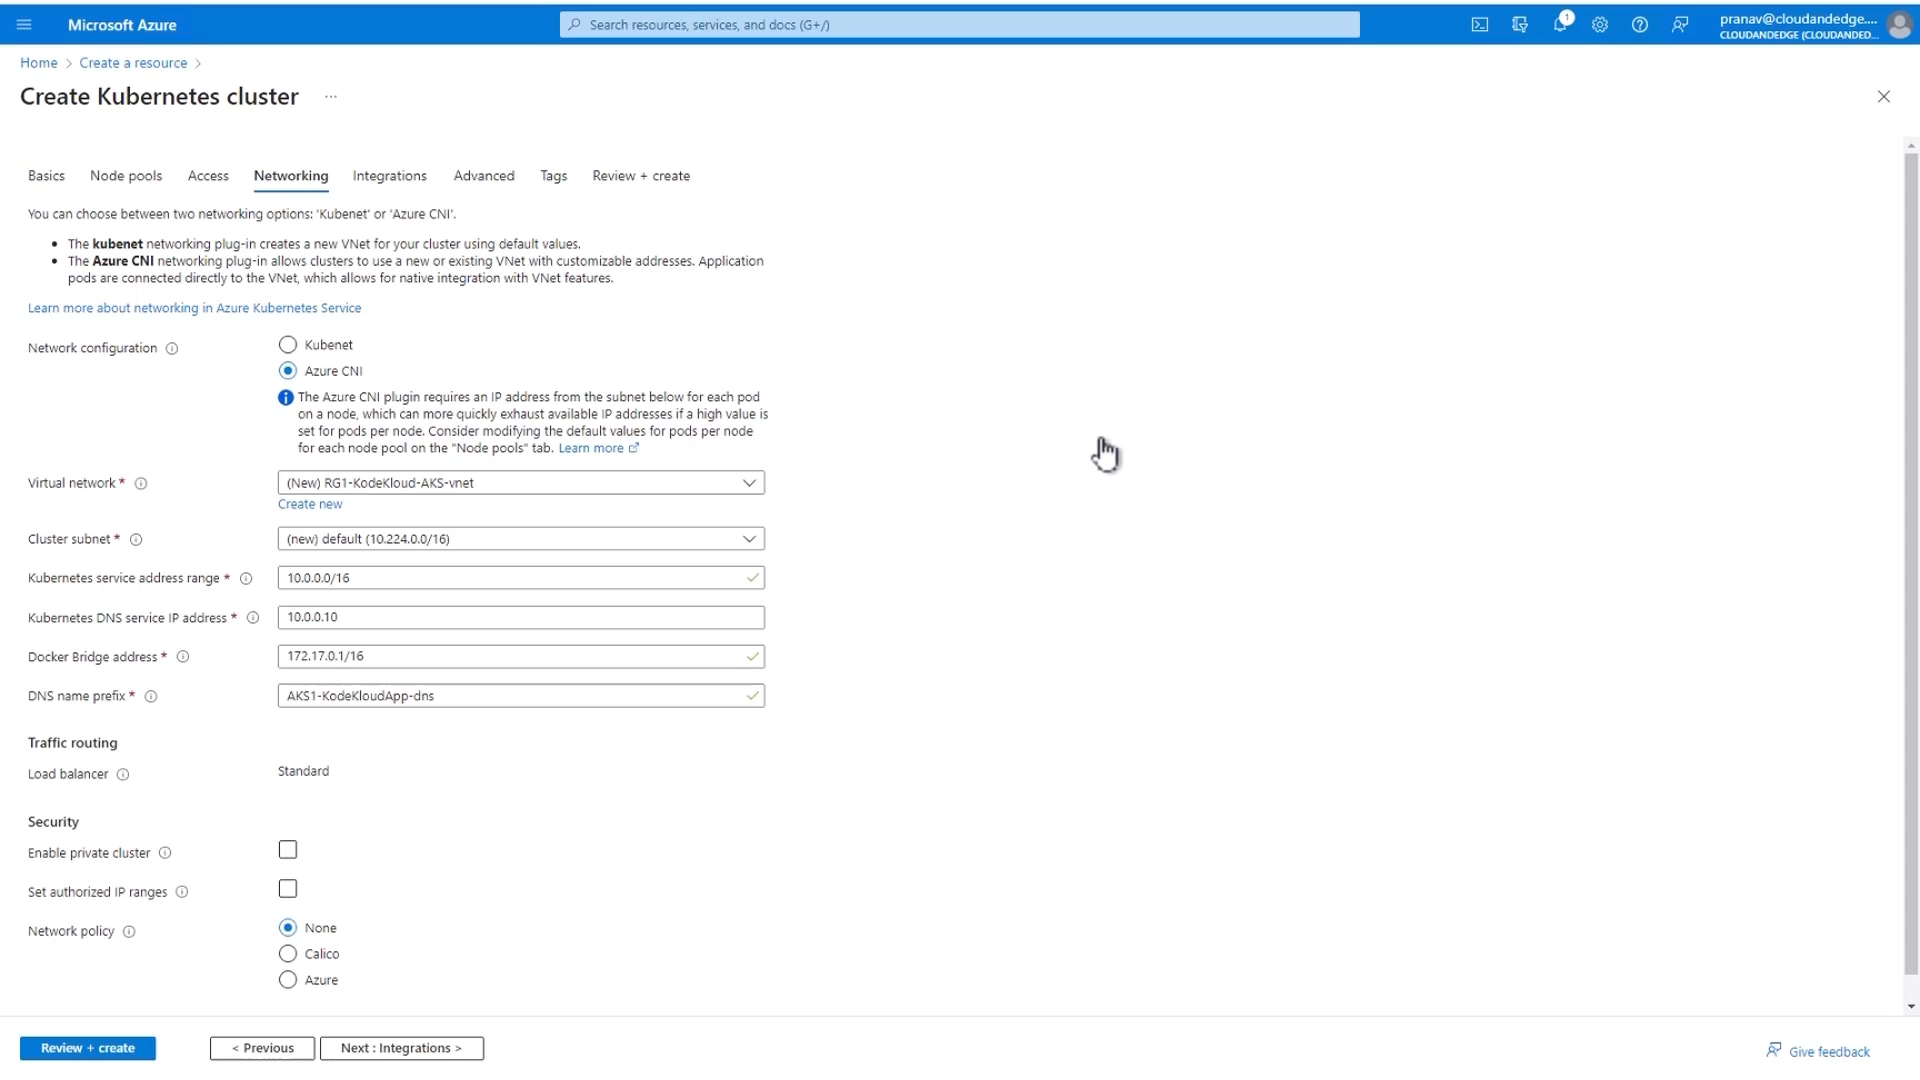 Microsoft Azure
Search resources, services, and docs (G+/)
1
pranav@cloudandedge....
CLOUDANDEDGE (CLOUDANDED...
Home > Create a resource >
Create Kubernetes cluster ...
Basics Node pools Access Networking Integrations Advanced Tags Review + create
You can choose between two networking options: 'Kubenet' or 'Azure CNI'.
• The kubenet networking plug-in creates a new VNet for your cluster using default values.
• The Azure CNI networking plug-in allows clusters to use a new or existing VNet with customizable addresses. Application
pods are connected directly to the VNet, which allows for native integration with VNet features.
Learn more about networking in Azure Kubernetes Service
Network configuration
Kubenet
Azure CNI
The Azure CNI plugin requires an IP address from the subnet below for each pod
on a node, which can more quickly exhaust available IP addresses if a high value is
set for pods per node. Consider modifying the default values for pods per node
for each node pool on the "Node pools" tab. Learn more
Virtual network * (New) RG1-KodeKloud-AKS-vnet
Create new
Cluster subnet * (new) default (10.224.0.0/16)
Kubernetes service address range * 10.0.0.0/16
Kubernetes DNS service IP address * 10.0.0.10
Docker Bridge address * 172.17.0.1/16
DNS name prefix * AKS1-KodeKloudApp-dns
Traffic routing
Load balancer Standard
Security
Enable private cluster
Set authorized IP ranges
Network policy
None
Calico
Azure
Review + create < Previous Next : Integrations > Give feedback